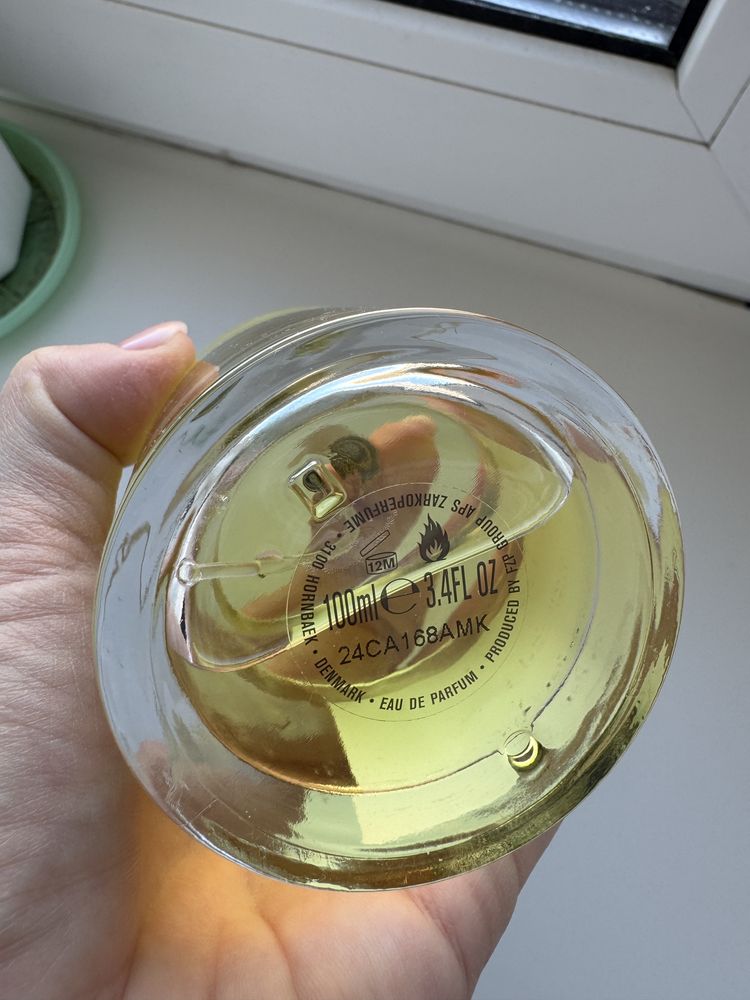 PRODUCED BY FZP GROUP APS ZARKOPERFUME • 3100 HORNBAEK • DENMARK • EAU DE PARFUM •
12M
100ml e 3.4FL OZ
24CA168AMK